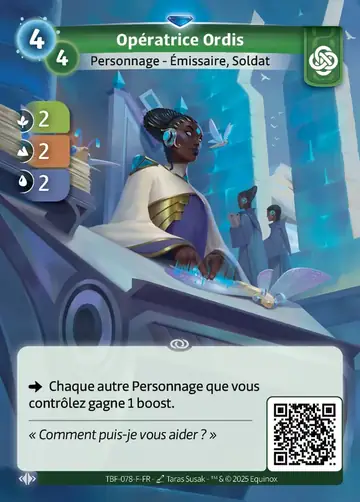 4
4
Opératrice Ordis
Personnage - Émissaire, Soldat
2
2
2
➔ Chaque autre Personnage que vous
contrôlez gagne 1 boost.
« Comment puis-je vous aider ? »
TBF-078-F-FR - Taras Susak - ™ & © 2025 Equinox